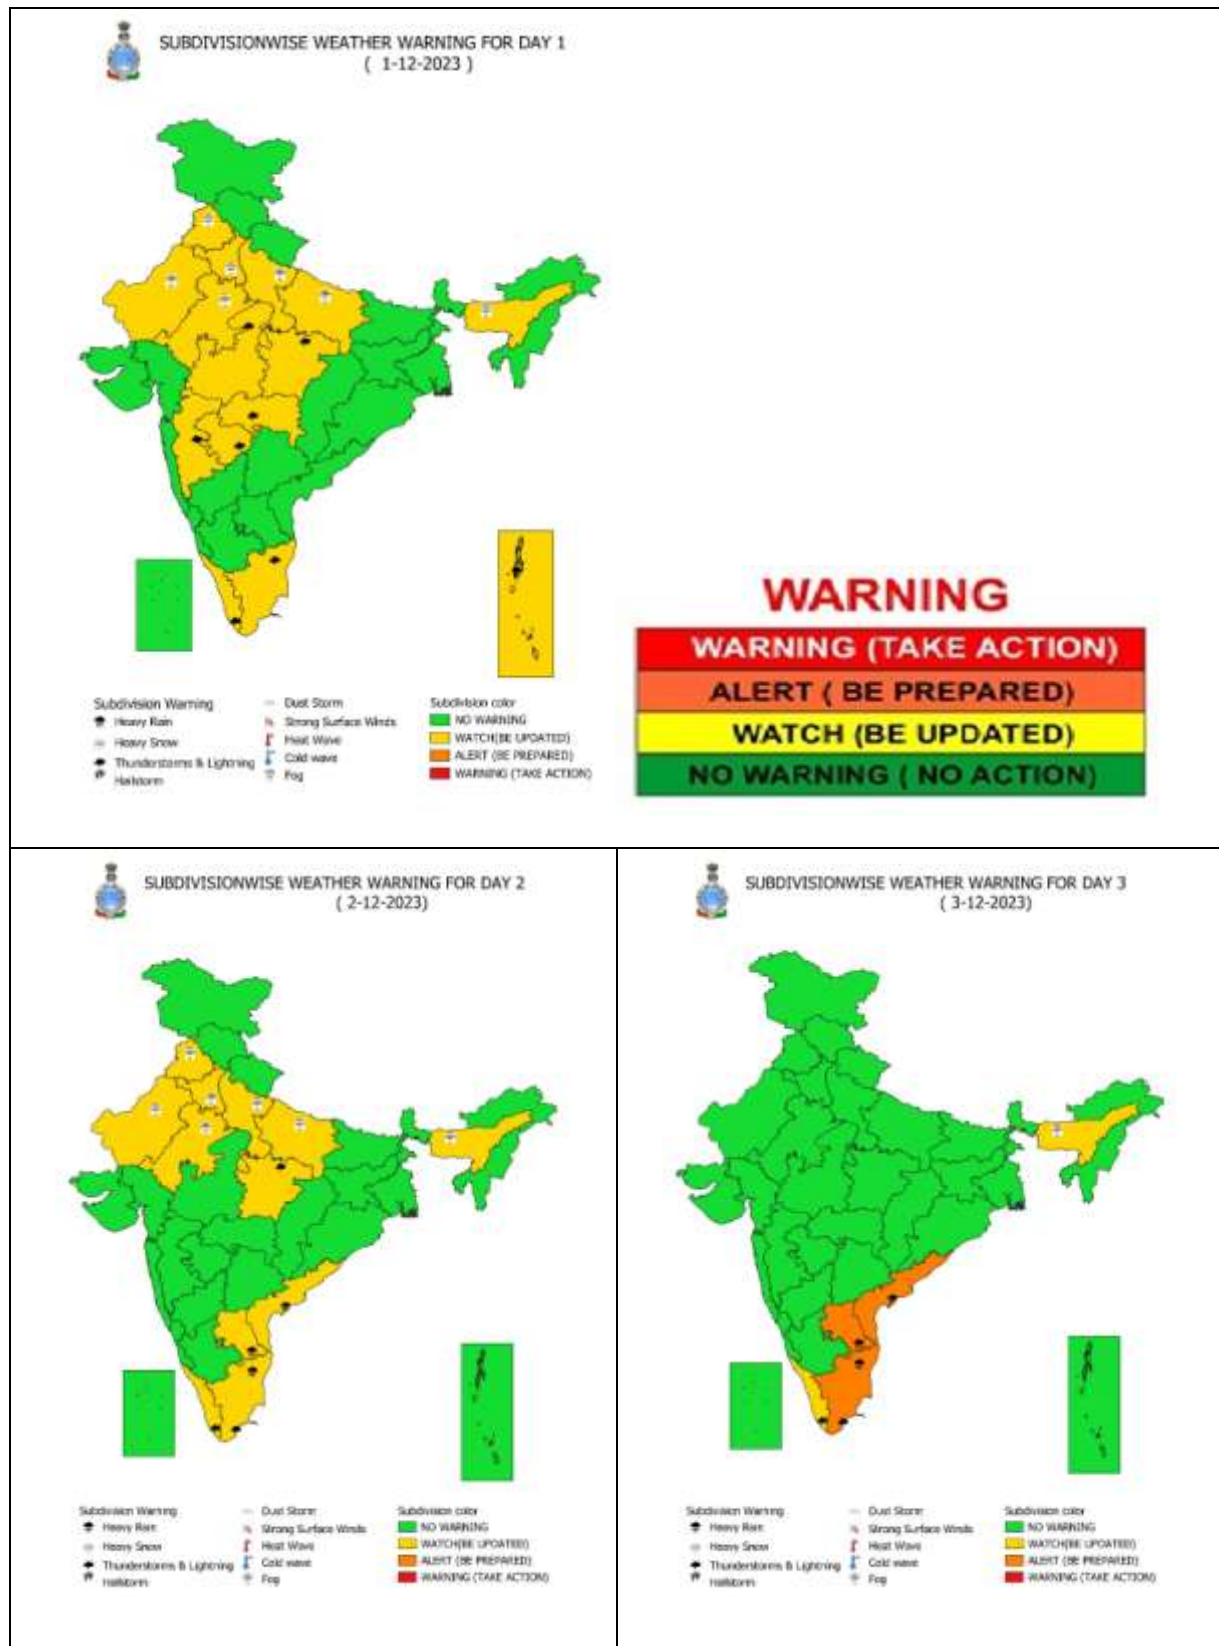 SUBDIVISIONWISE WEATHER WARNING FOR DAY 1
( 1-12-2023 )
Subdivision Warning
Heavy Rain
Heavy Snow
Thunderstorms & Lightning
Hailstorm
Dust Storm
Strong Surface Winds
Heat Wave
Cold wave
Fog
Subdivision color
NO WARNING
WATCH(BE UPDATED)
ALERT (BE PREPARED)
WARNING (TAKE ACTION)
WARNING
WARNING (TAKE ACTION)
ALERT ( BE PREPARED)
WATCH (BE UPDATED)
NO WARNING ( NO ACTION)
SUBDIVISIONWISE WEATHER WARNING FOR DAY 2
( 2-12-2023)
Subdivision Warning
Heavy Rain
Heavy Snow
Thunderstorms & Lightning
Hailstorm
Dust Storm
Strong Surface Winds
Heat Wave
Cold wave
Fog
Subdivision color
NO WARNING
WATCH(BE UPDATED)
ALERT (BE PREPARED)
WARNING (TAKE ACTION)
SUBDIVISIONWISE WEATHER WARNING FOR DAY 3
( 3-12-2023)
Subdivision Warning
Heavy Rain
Heavy Snow
Thunderstorms & Lightning
Hailstorm
Dust Storm
Strong Surface Winds
Heat Wave
Cold wave
Fog
Subdivision color
NO WARNING
WATCH(BE UPDATED)
ALERT (BE PREPARED)
WARNING (TAKE ACTION)